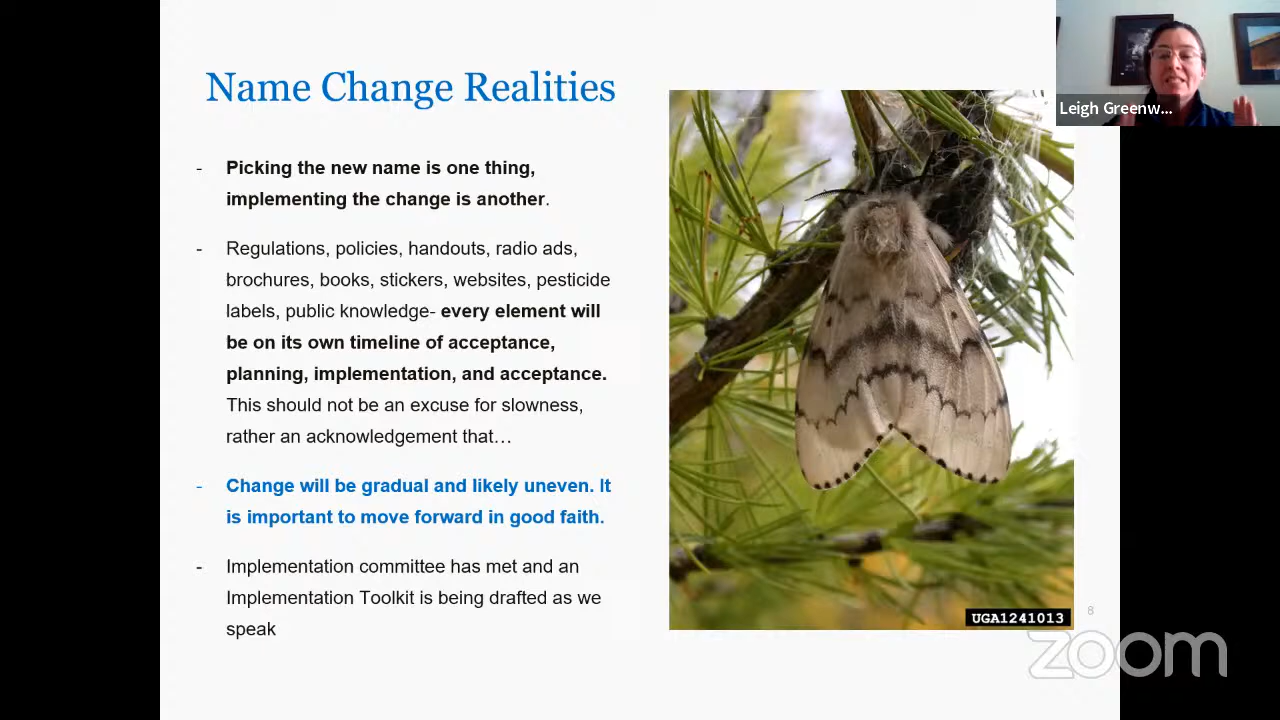 Name Change Realities
- Picking the new name is one thing,
implementing the change is another.
- Regulations, policies, handouts, radio ads,
brochures, books, stickers, websites, pesticide
labels, public knowledge- every element will
be on its own timeline of acceptance,
planning, implementation, and acceptance.
This should not be an excuse for slowness,
rather an acknowledgement that…
- Change will be gradual and likely uneven. It
is important to move forward in good faith.
- Implementation committee has met and an
Implementation Toolkit is being drafted as we
speak
Leigh Greenw...
UGA1241013
8
zoom